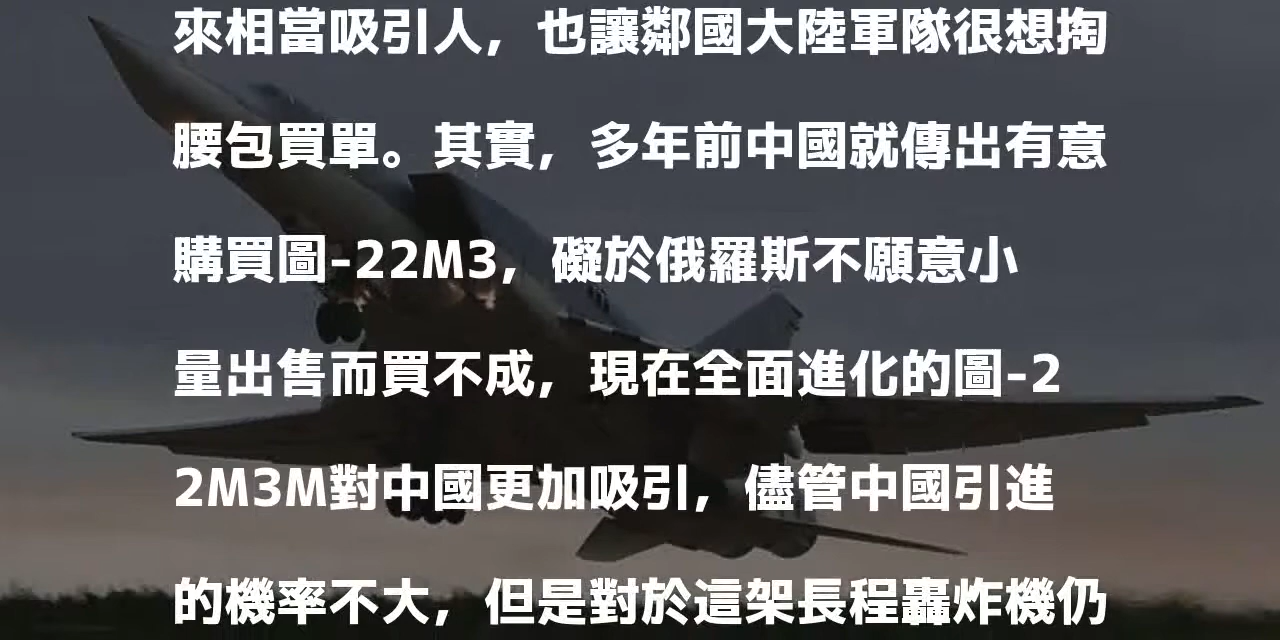 來相當吸引人，也讓鄰國大陸軍隊很想掏
腰包買單。其實，多年前中國就傳出有意
購買圖-22M3，礙於俄羅斯不願意小
量出售而買不成，現在全面進化的圖-2
2M3M對中國更加吸引，儘管中國引進
的機率不大，但是對於這架長程轟炸機仍